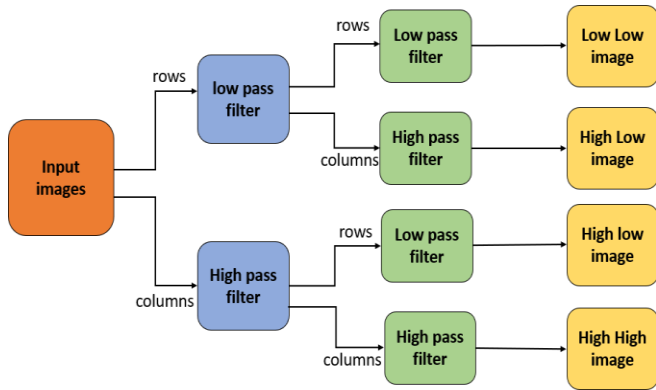 Input
images
rows
columns
low pass
filter
High pass
filter
rows
columns
rows
columns
Low pass
filter
High pass
filter
Low pass
filter
High pass
filter
Low Low
image
High Low
image
High low
image
High High
image